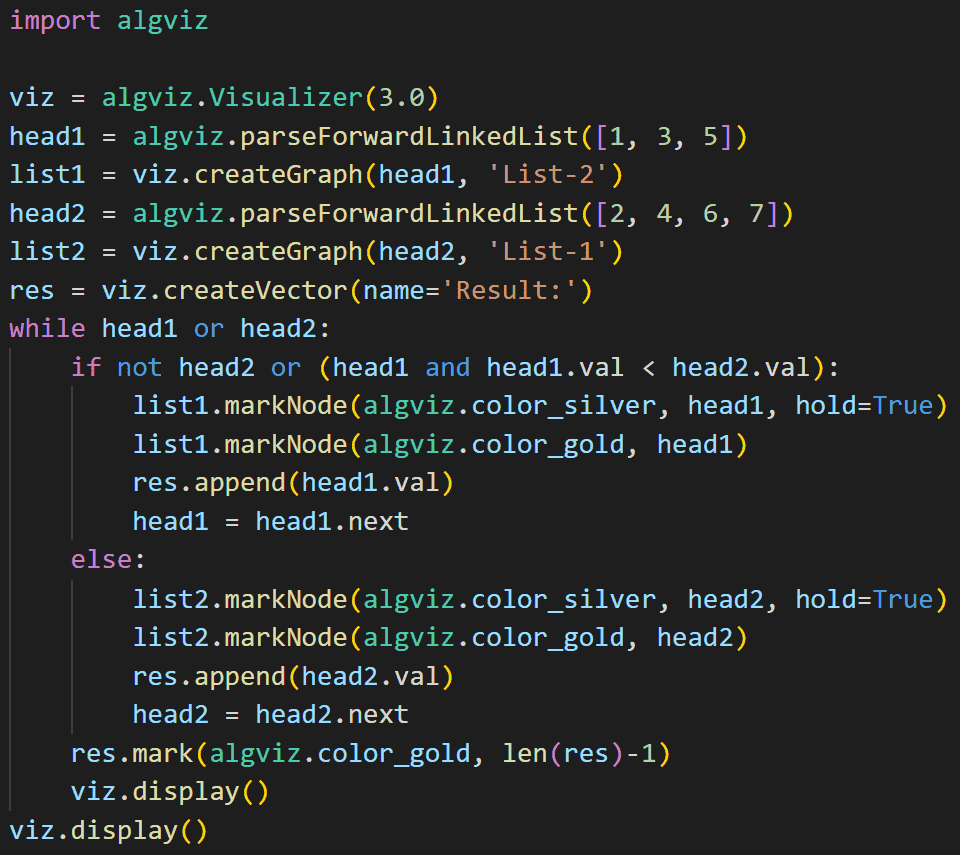 import algviz

viz = algviz.Visualizer(3.0)
head1 = algviz.parseForwardLinkedList([1, 3, 5])
list1 = viz.createGraph(head1, 'List-2')
head2 = algviz.parseForwardLinkedList([2, 4, 6, 7])
list2 = viz.createGraph(head2, 'List-1')
res = viz.createVector(name='Result:')
while head1 or head2:
    if not head2 or (head1 and head1.val < head2.val):
        list1.markNode(algviz.color_silver, head1, hold=True)
        list1.markNode(algviz.color_gold, head1)
        res.append(head1.val)
        head1 = head1.next
    else:
        list2.markNode(algviz.color_silver, head2, hold=True)
        list2.markNode(algviz.color_gold, head2)
        res.append(head2.val)
        head2 = head2.next
    res.mark(algviz.color_gold, len(res)-1)
    viz.display()
viz.display()